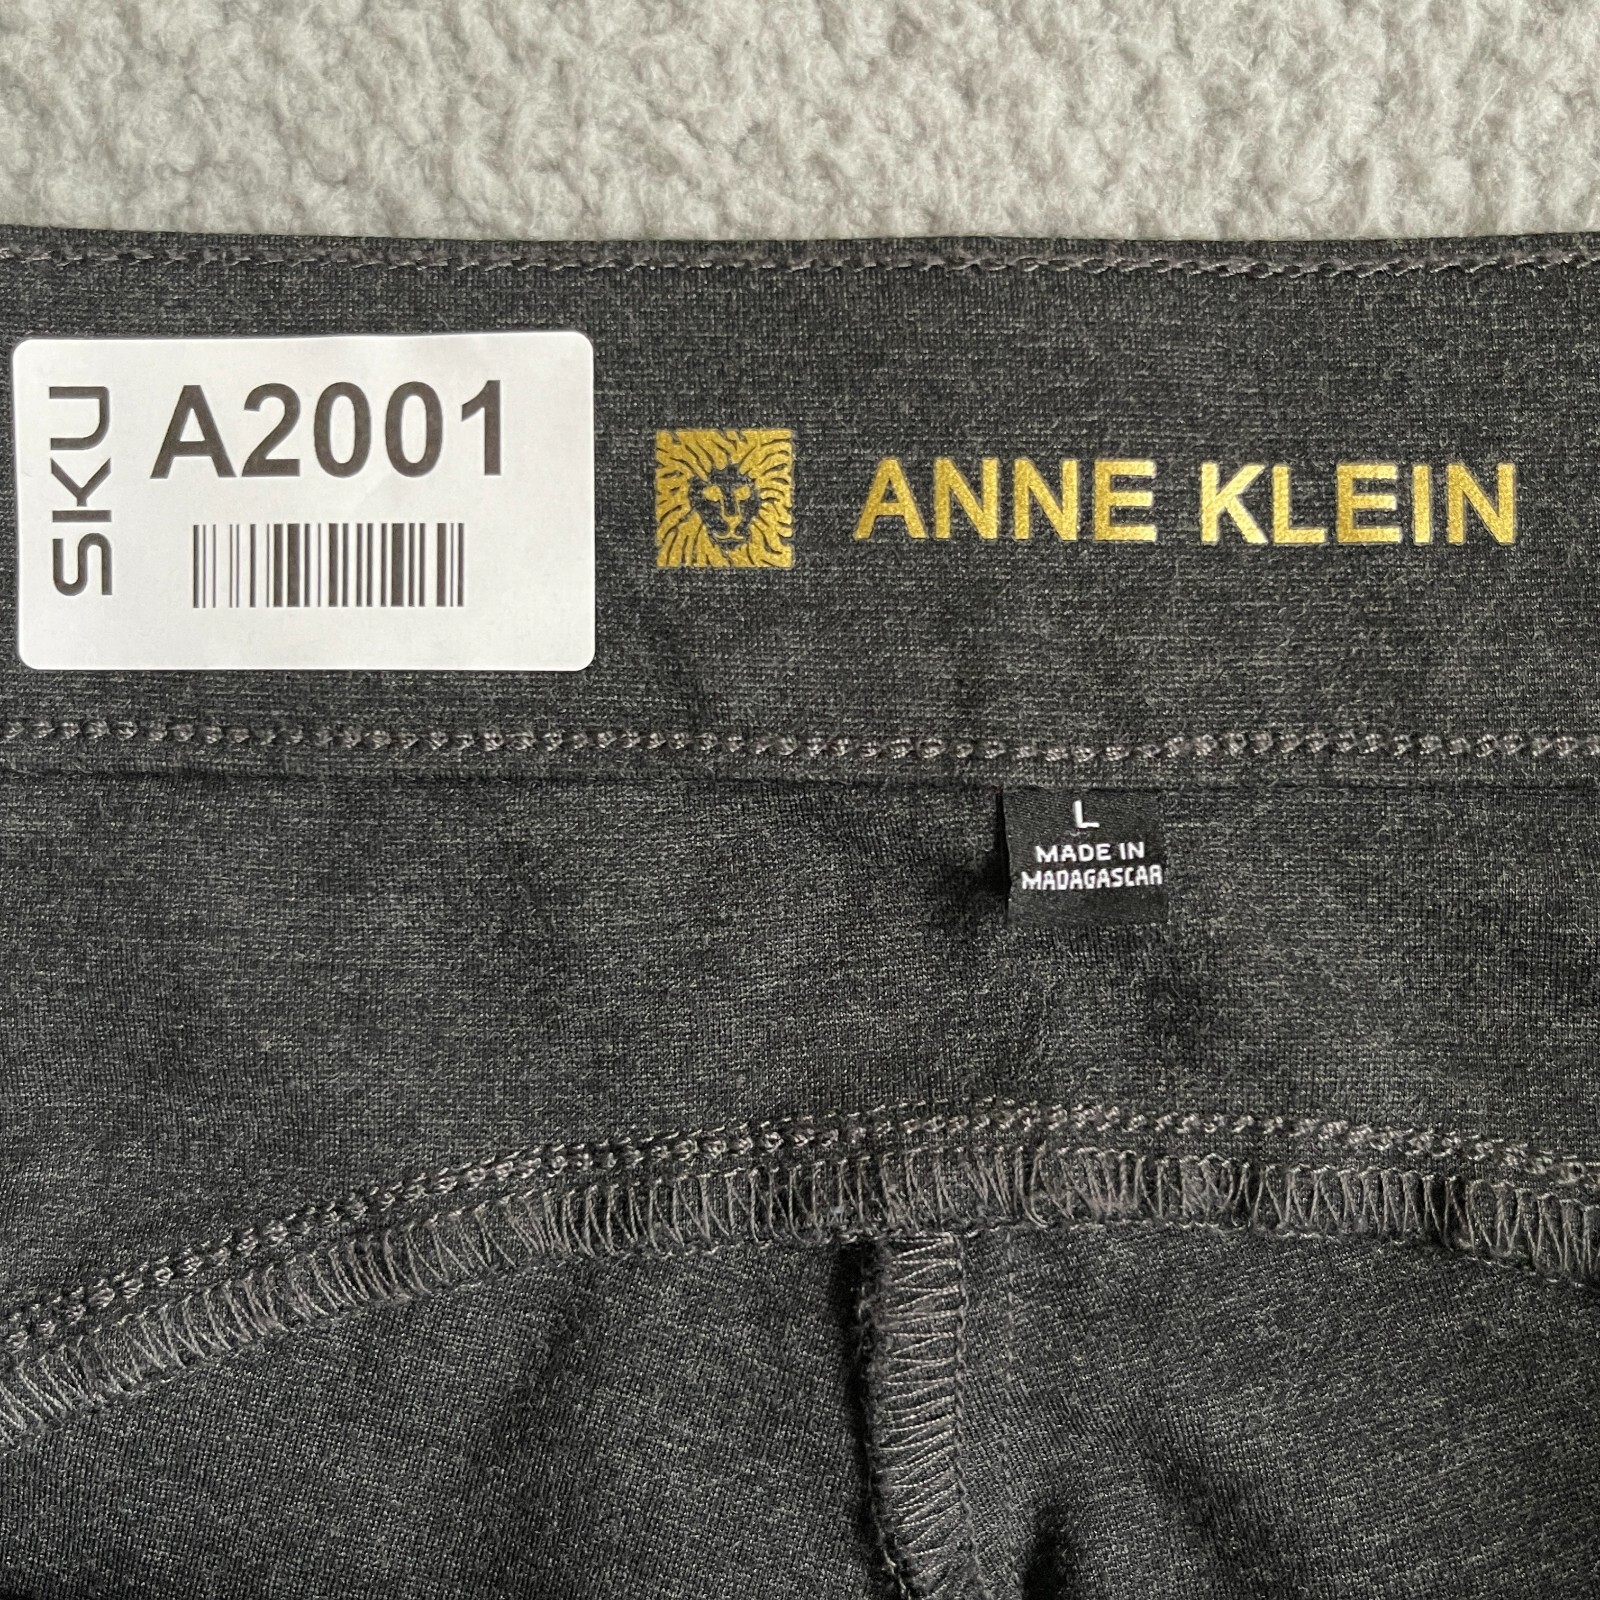 SKU
A2001
ANNE KLEIN
L
MADE IN
MADAGASCAR